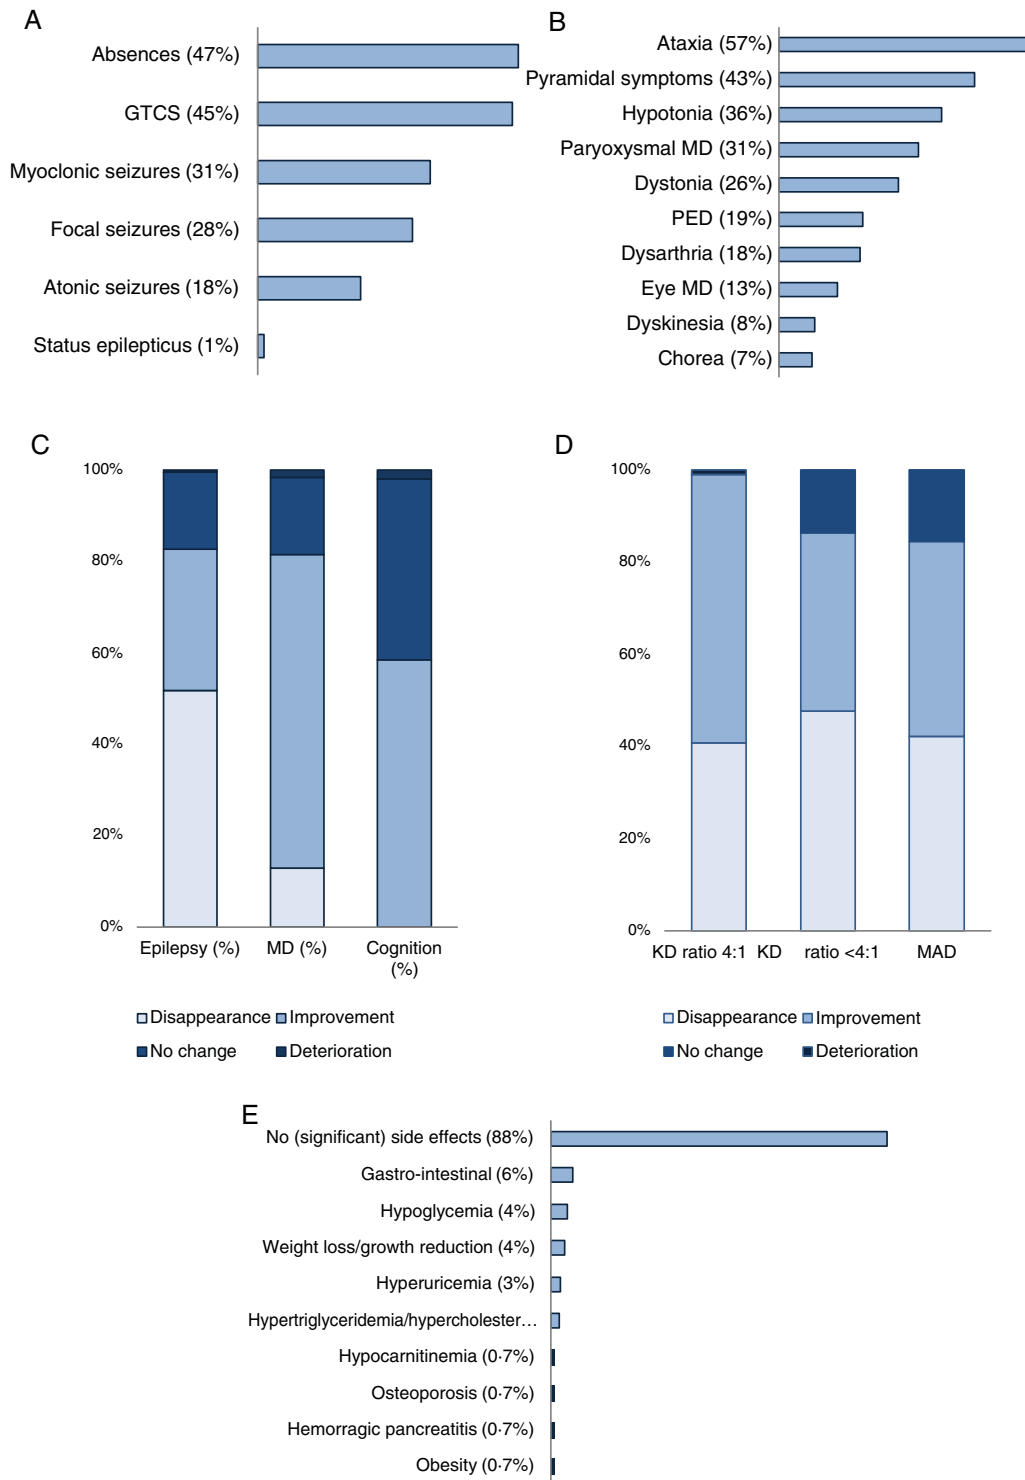 A
Absences (47%)
GTCS (45%)
Myoclonic seizures (31%)
Focal seizures (28%)
Atonic seizures (18%)
Status epilepticus (1%)
B
Ataxia (57%)
Pyramidal symptoms (43%)
Hypotonia (36%)
Paryoxysmal MD (31%)
Dystonia (26%)
PED (19%)
Dysarthria (18%)
Eye MD (13%)
Dyskinesia (8%)
Chorea (7%)
C
100%
80%
60%
40%
20%
0%
Epilepsy (%) MD (%) Cognition
(%)
Disappearance Improvement
No change Deterioration
D
100%
80%
60%
40%
20%
0%
KD ratio 4:1 KD ratio <4:1 MAD
Disappearance Improvement
No change Deterioration
E
No (significant) side effects (88%)
Gastro-intestinal (6%)
Hypoglycemia (4%)
Weight loss/growth reduction (4%)
Hyperuricemia (3%)
Hypertriglyceridemia/hypercholester…
Hypocarnitinemia (0·7%)
Osteoporosis (0·7%)
Hemorragic pancreatitis (0·7%)
Obesity (0·7%)